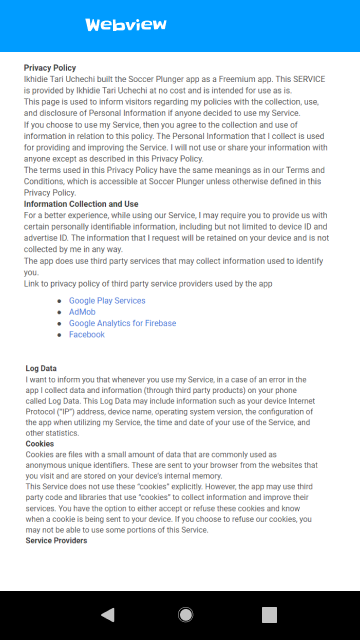 Webview
Privacy Policy
Ikhidie Tari Uchechi built the Soccer Plunger app as a Freemium app. This SERVICE
is provided by Ikhidie Tari Uchechi at no cost and is intended for use as is.
This page is used to inform visitors regarding my policies with the collection, use,
and disclosure of Personal Information if anyone decided to use my Service.
If you choose to use my Service, then you agree to the collection and use of
information in relation to this policy. The Personal Information that I collect is used
for providing and improving the Service. I will not use or share your information with
anyone except as described in this Privacy Policy.
The terms used in this Privacy Policy have the same meanings as in our Terms and
Conditions, which is accessible at Soccer Plunger unless otherwise defined in this
Privacy Policy.
Information Collection and Use
For a better experience, while using our Service, I may require you to provide us with
certain personally identifiable information, including but not limited to device ID and
advertise ID. The information that I request will be retained on your device and is not
collected by me in any way.
The app does use third party services that may collect information used to identify
you.
Link to privacy policy of third party service providers used by the app
● Google Play Services
● AdMob
● Google Analytics for Firebase
● Facebook
Log Data
I want to inform you that whenever you use my Service, in a case of an error in the
app I collect data and information (through third party products) on your phone
called Log Data. This Log Data may include information such as your device Internet
Protocol ("IP") address, device name, operating system version, the configuration of
the app when utilizing my Service, the time and date of your use of the Service, and
other statistics.
Cookies
Cookies are files with a small amount of data that are commonly used as
anonymous unique identifiers. These are sent to your browser from the websites that
you visit and are stored on your device's internal memory.
This Service does not use these "cookies" explicitly. However, the app may use third
party code and libraries that use "cookies" to collect information and improve their
services. You have the option to either accept or refuse these cookies and know
when a cookie is being sent to your device. If you choose to refuse our cookies, you
may not be able to use some portions of this Service.
Service Providers